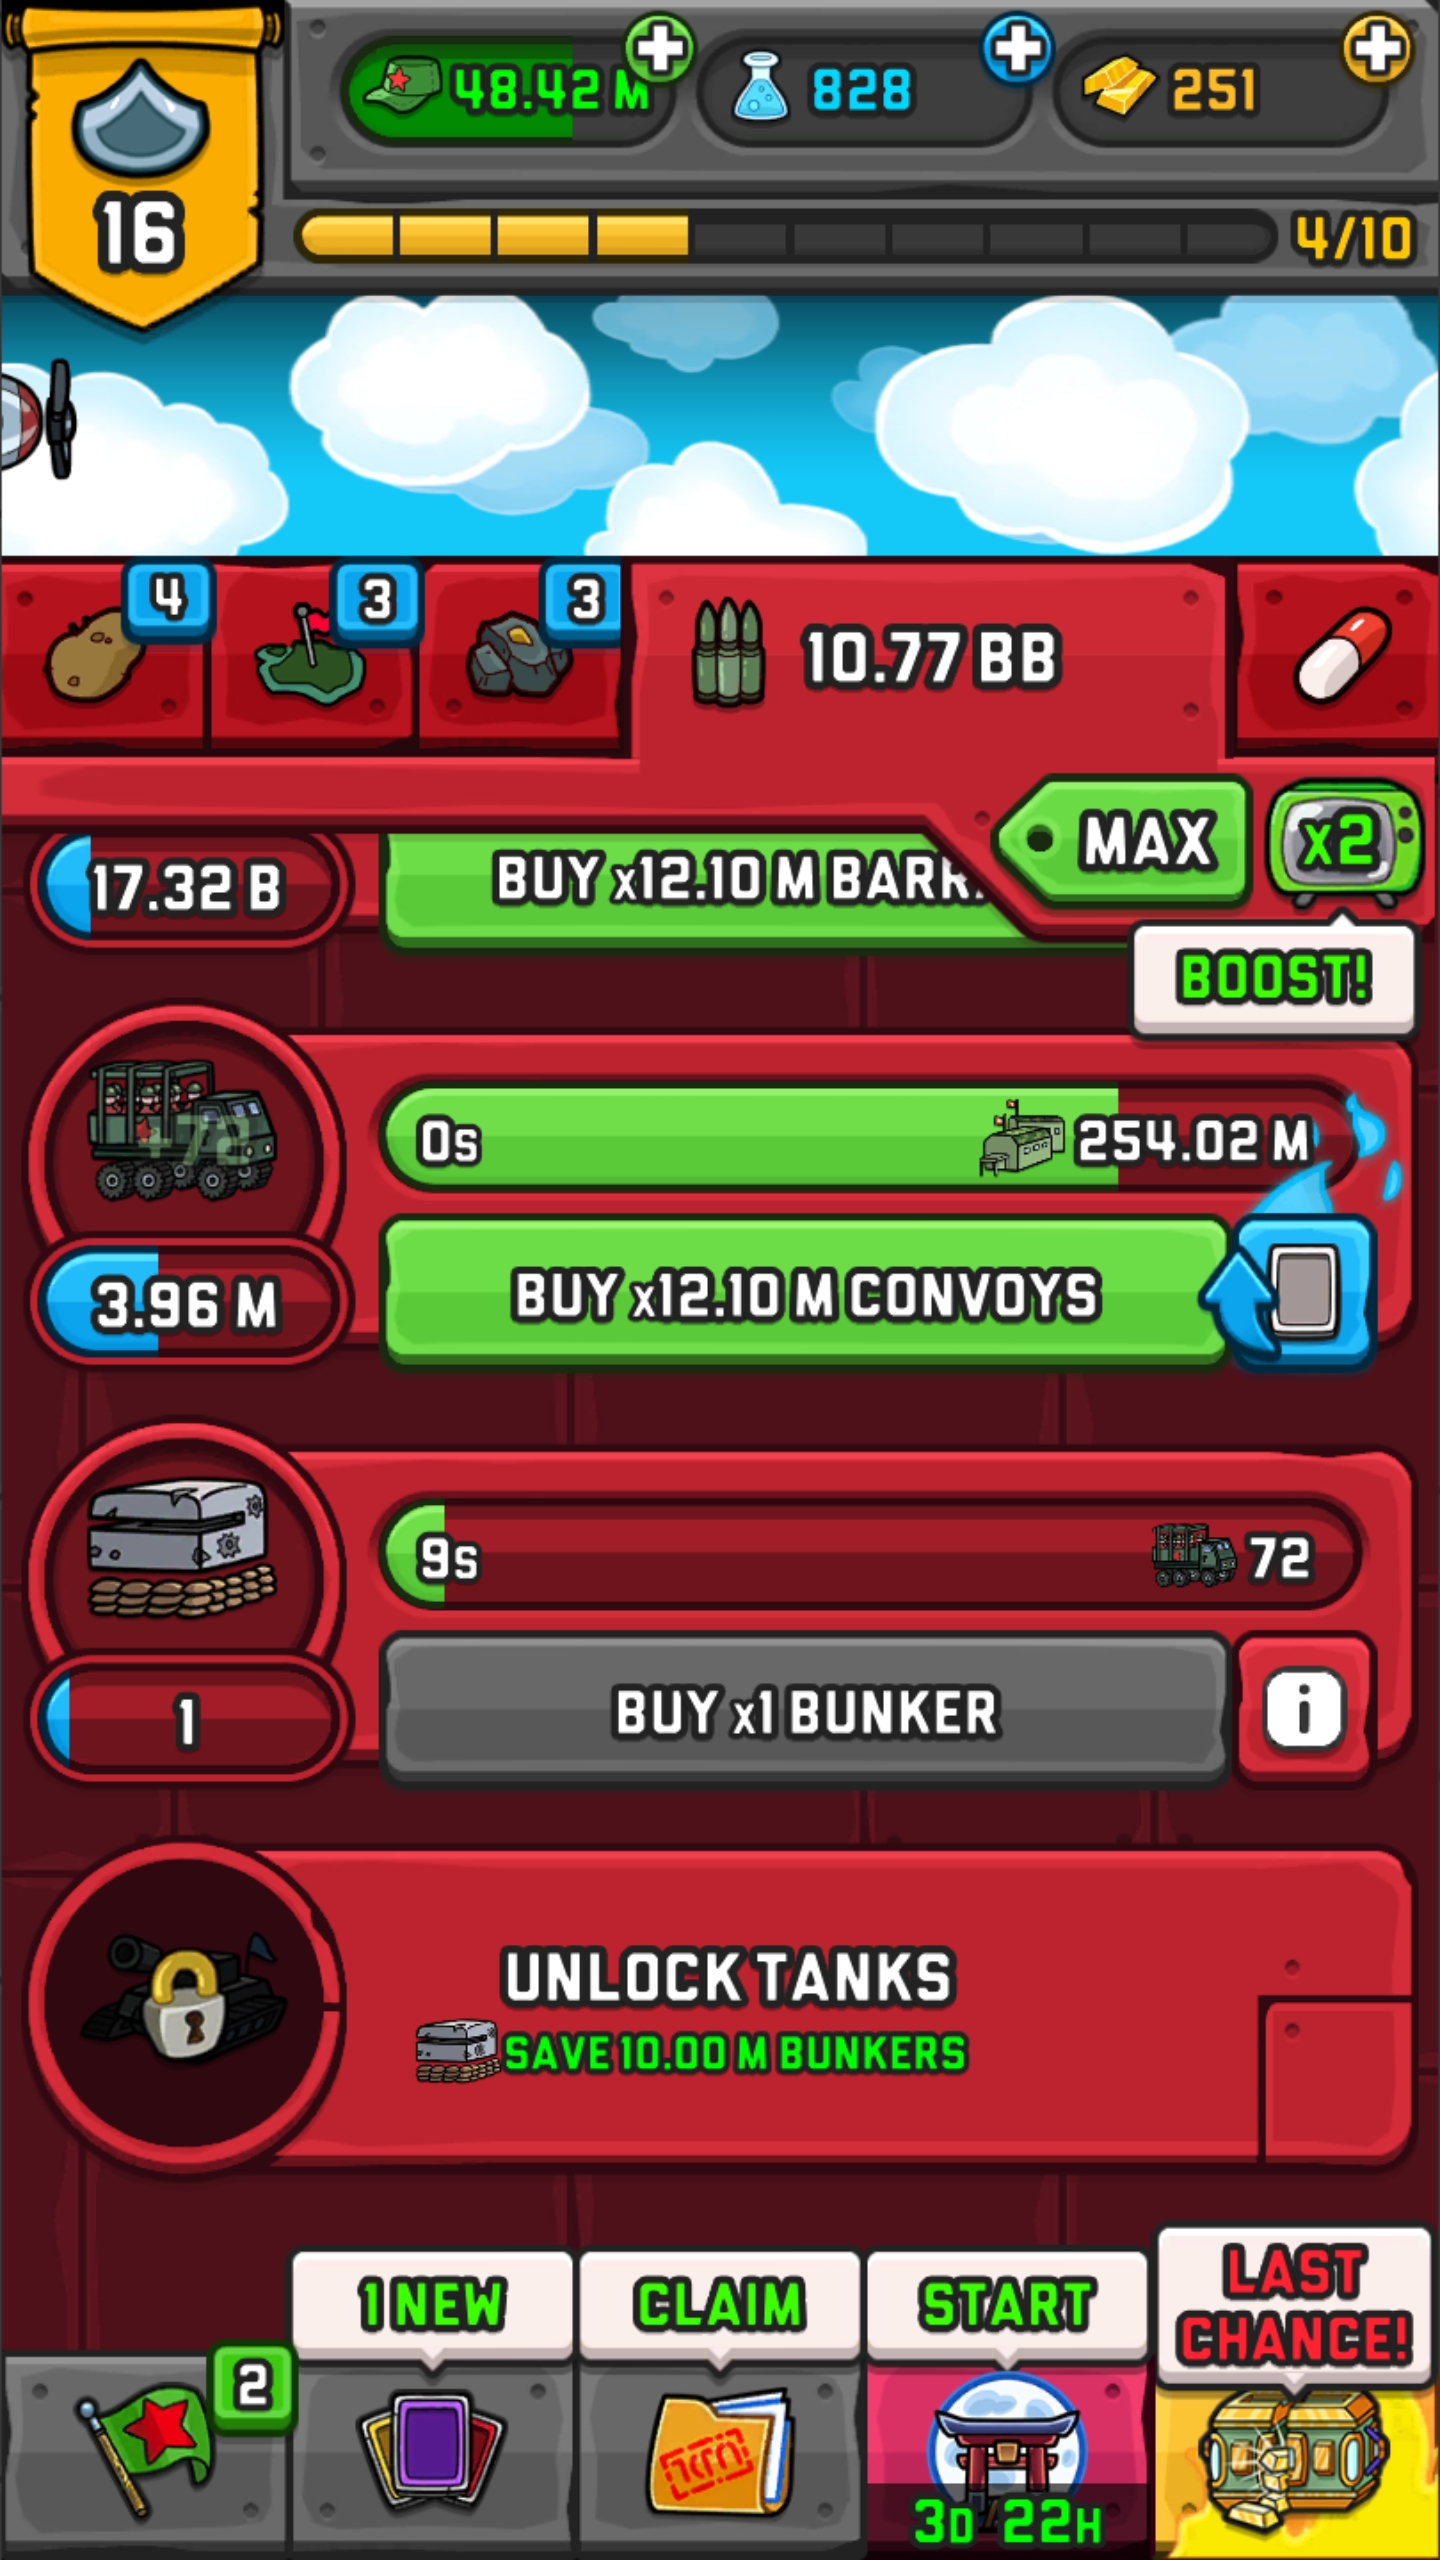 48.42 M
828
251
16
4/10
4
3
3
10.77 BB
MAX
x2
17.32 B
BUY x12.10 M BARR
BOOST!
0s
254.02 M
3.96 M
BUY x12.10 M CONVOYS
9s
72
1
BUY x1 BUNKER
i
UNLOCK TANKS
SAVE 10.00 M BUNKERS
1 NEW
CLAIM
START
LAST
CHANCE!
2
3D 22H